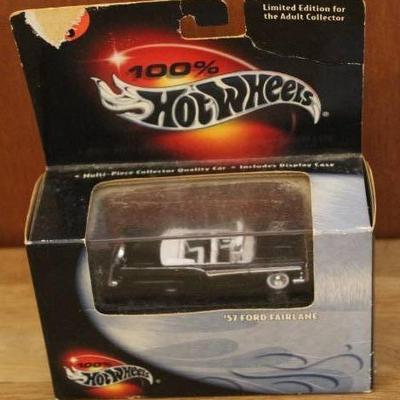 Limited Edition for
the Adult Collector
100%
Hot Wheels®
• Multi-Piece Collector Quality Car • Includes Display Case
'57 FORD FAIRLANE
100%
Hot Wheels